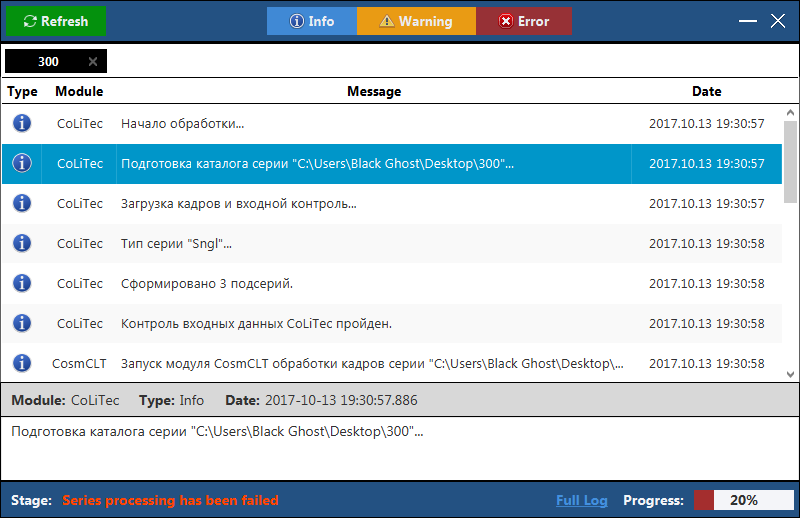 Refresh Info Warning Error
300
Type Module Message Date
CoLiTec Начало обработки... 2017.10.13 19:30:57
CoLiTec Подготовка каталога серии "C:\Users\Black Ghost\Desktop\300"... 2017.10.13 19:30:57
CoLiTec Загрузка кадров и входной контроль... 2017.10.13 19:30:57
CoLiTec Тип серии "Sngl"... 2017.10.13 19:30:58
CoLiTec Сформировано 3 подсерий. 2017.10.13 19:30:58
CoLiTec Контроль входных данных CoLiTec пройден. 2017.10.13 19:30:58
CosmCLT Запуск модуля CosmCLT обработки кадров серии "C:\Users\Black Ghost\Desktop\... 2017.10.13 19:30:58
Module: CoLiTec Type: Info Date: 2017-10-13 19:30:57.886
Подготовка каталога серии "C:\Users\Black Ghost\Desktop\300"...
Stage: Series processing has been failed Full Log Progress: 20%